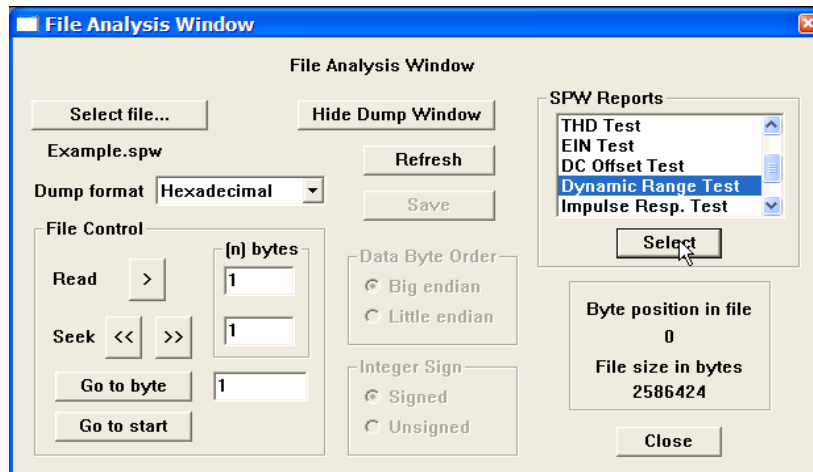 File Analysis Window
File Analysis Window
Select file...
Example.spw
Dump format Hexadecimal
Hide Dump Window
Refresh
Save
SPW Reports
THD Test
EIN Test
DC Offset Test
Dynamic Range Test
Impulse Resp. Test
Select
File Control
(n) bytes
Read > 1
Seek << >> 1
Go to byte 1
Go to start
Data Byte Order
Big endian
Little endian
Integer Sign
Signed
Unsigned
Byte position in file
0
File size in bytes
2586424
Close